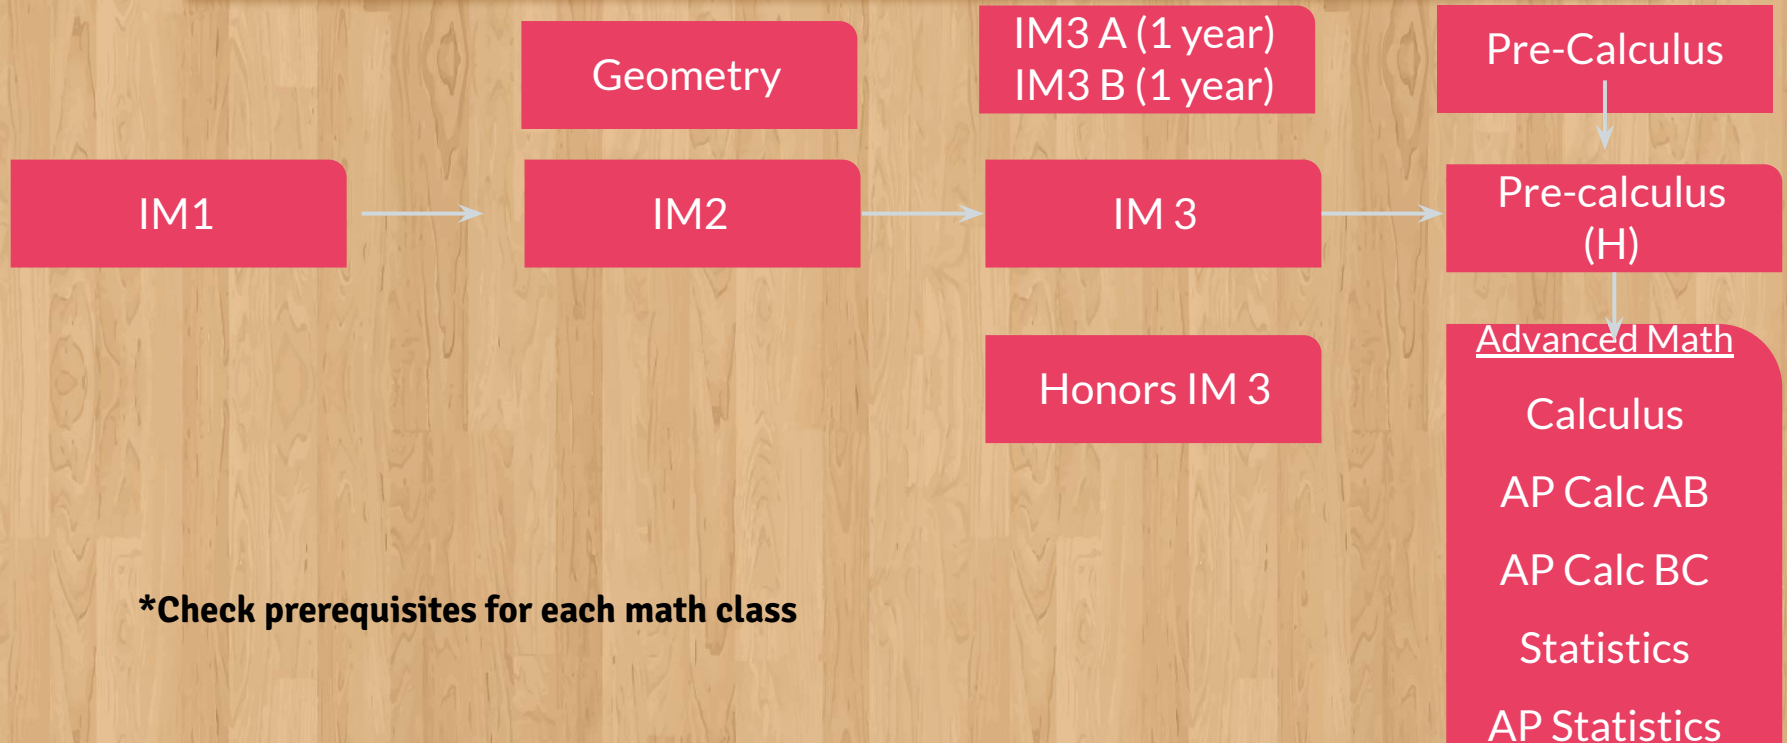 Geometry
IM3 A (1 year)
IM3 B (1 year)
Pre-Calculus
IM1
IM2
IM 3
Pre-calculus
(H)
Honors IM 3
Advanced Math
Calculus
AP Calc AB
AP Calc BC
Statistics
AP Statistics
*Check prerequisites for each math class